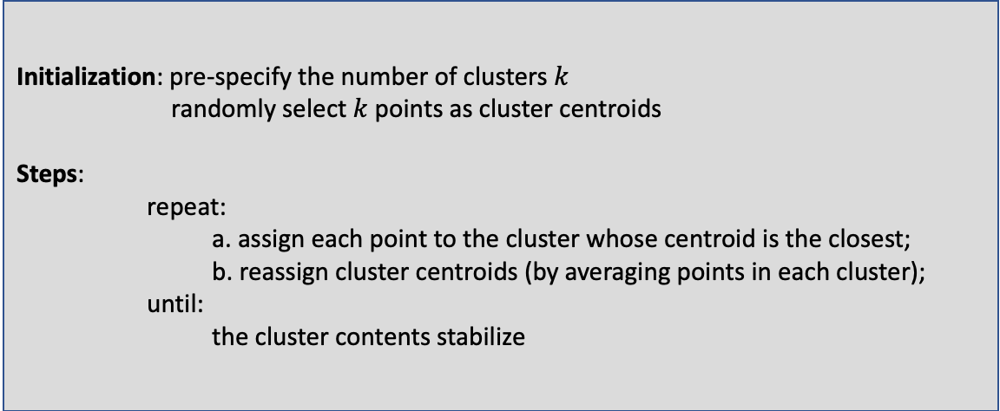 Initialization: pre-specify the number of clusters k
randomly select k points as cluster centroids
Steps:
repeat:
a. assign each point to the cluster whose centroid is the closest;
b. reassign cluster centroids (by averaging points in each cluster);
until:
the cluster contents stabilize